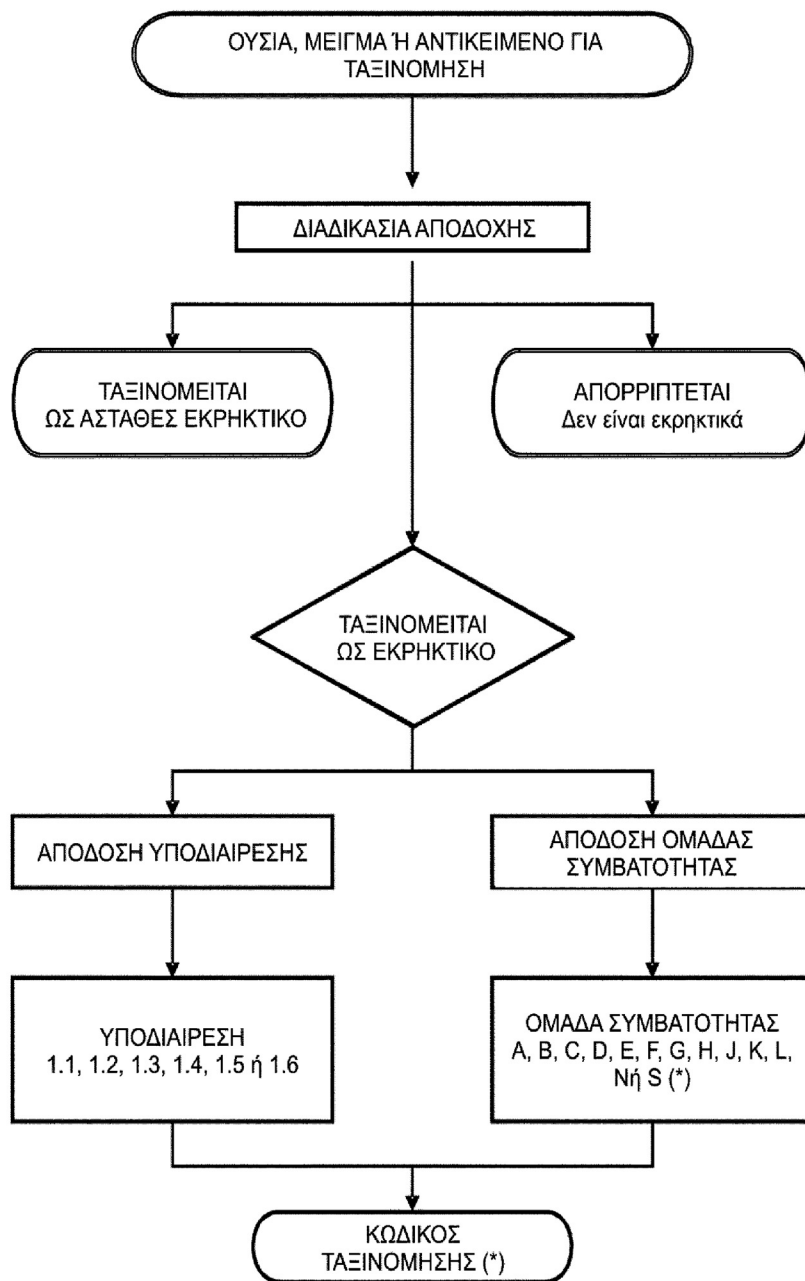 ΟΥΣΙΑ, ΜΕΙΓΜΑ Ή ΑΝΤΙΚΕΙΜΕΝΟ ΓΙΑ
ΤΑΞΙΝΟΜΗΣΗ
ΔΙΑΔΙΚΑΣΙΑ ΑΠΟΔΟΧΗΣ
ΤΑΞΙΝΟΜΕΙΤΑΙ
ΩΣ ΑΣΤΑΘΕΣ ΕΚΡΗΚΤΙΚΟ
ΑΠΟΡΡΙΠΤΕΤΑΙ
Δεν είναι εκρηκτικά
ΤΑΞΙΝΟΜΕΙΤΑΙ
ΩΣ ΕΚΡΗΚΤΙΚΟ
ΑΠΟΔΟΣΗ ΥΠΟΔΙΑΙΡΕΣΗΣ
ΑΠΟΔΟΣΗ ΟΜΑΔΑΣ
ΣΥΜΒΑΤΟΤΗΤΑΣ
ΥΠΟΔΙΑΙΡΕΣΗ
1.1, 1.2, 1.3, 1.4, 1.5 ή 1.6
ΟΜΑΔΑ ΣΥΜΒΑΤΟΤΗΤΑΣ
A, B, C, D, E, F, G, H, J, K, L,
Nή S (*)
ΚΩΔΙΚΟΣ
ΤΑΞΙΝΟΜΗΣΗΣ (*)